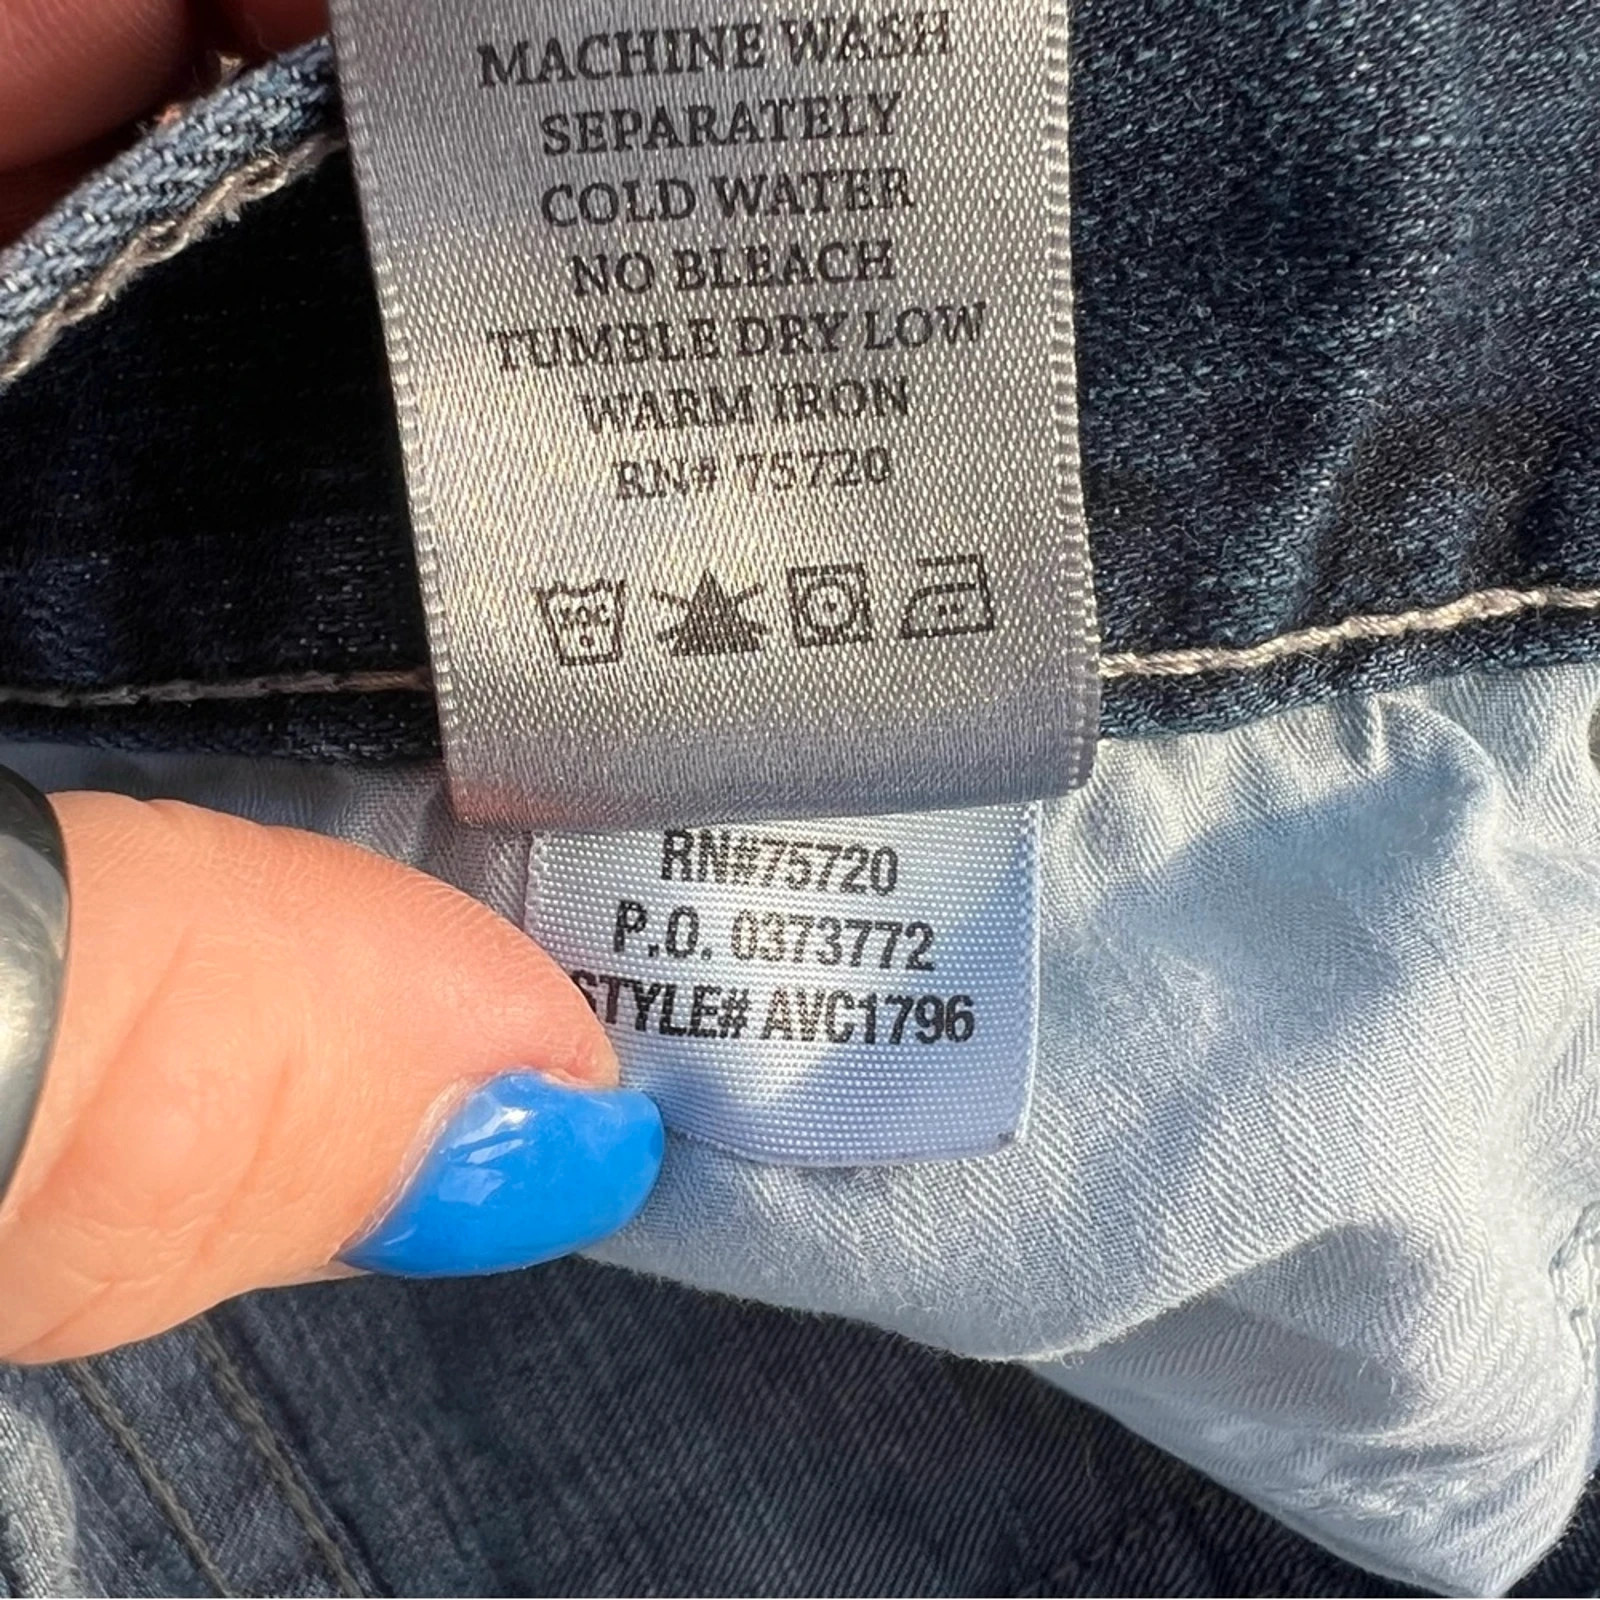 MACHINE WASH
SEPARATELY
COLD WATER
NO BLEACH
TUMBLE DRY LOW
WARM IRON
RN# 75720
30C
RN#75720
P.O. 0373772
STYLE# AVC1796